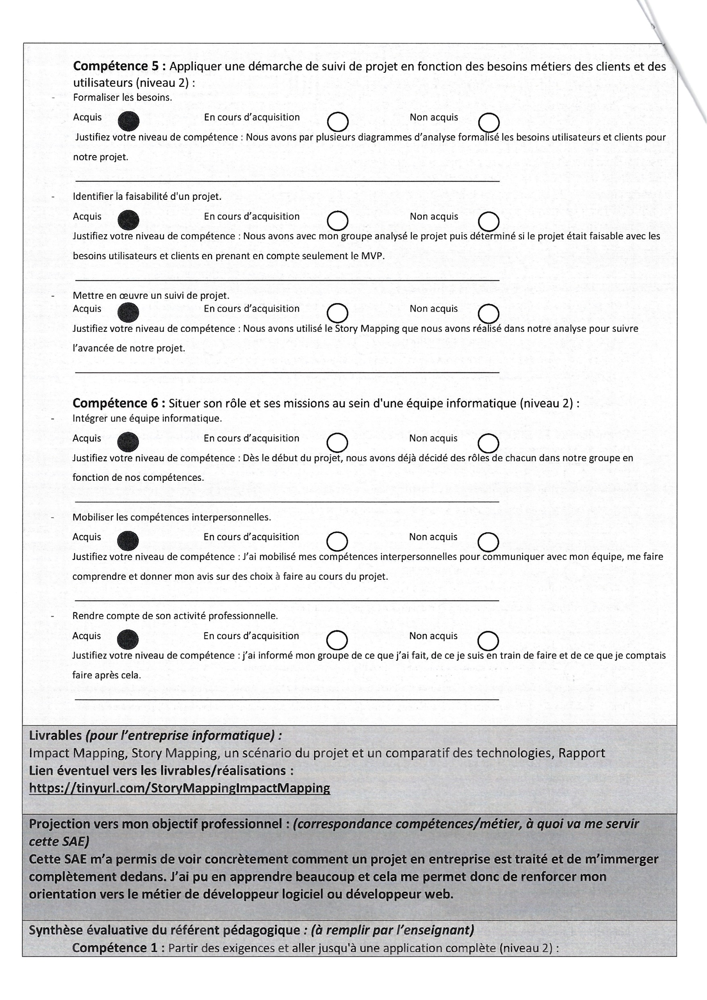 Compétence 5 : Appliquer une démarche de suivi de projet en fonction des besoins métiers des clients et des
utilisateurs (niveau 2) :
- Formaliser les besoins.
Acquis En cours d’acquisition Non acquis
Justifiez votre niveau de compétence : Nous avons par plusieurs diagrammes d’analyse formalisé les besoins utilisateurs et clients pour
notre projet.
- Identifier la faisabilité d'un projet.
Acquis En cours d’acquisition Non acquis
Justifiez votre niveau de compétence : Nous avons avec mon groupe analysé le projet puis déterminé si le projet était faisable avec les
besoins utilisateurs et clients en prenant en compte seulement le MVP.
- Mettre en œuvre un suivi de projet.
Acquis En cours d’acquisition Non acquis
Justifiez votre niveau de compétence : Nous avons utilisé le Story Mapping que nous avons réalisé dans notre analyse pour suivre
l’avancée de notre projet.
Compétence 6 : Situer son rôle et ses missions au sein d'une équipe informatique (niveau 2) :
- Intégrer une équipe informatique.
Acquis En cours d’acquisition Non acquis
Justifiez votre niveau de compétence : Dès le début du projet, nous avons déjà décidé des rôles de chacun dans notre groupe en
fonction de nos compétences.
- Mobiliser les compétences interpersonnelles.
Acquis En cours d’acquisition Non acquis
Justifiez votre niveau de compétence : J’ai mobilisé mes compétences interpersonnelles pour communiquer avec mon équipe, me faire
comprendre et donner mon avis sur des choix à faire au cours du projet.
- Rendre compte de son activité professionnelle.
Acquis En cours d’acquisition Non acquis
Justifiez votre niveau de compétence : j’ai informé mon groupe de ce que j’ai fait, de ce je suis en train de faire et de ce que je comptais
faire après cela.
Livrables (pour l’entreprise informatique) :
Impact Mapping, Story Mapping, un scénario du projet et un comparatif des technologies, Rapport
Lien éventuel vers les livrables/réalisations :
https://tinyurl.com/StoryMappingImpactMapping
Projection vers mon objectif professionnel : (correspondance compétences/métier, à quoi va me servir
cette SAE)
Cette SAE m’a permis de voir concrètement comment un projet en entreprise est traité et de m’immerger
complètement dedans. J’ai pu en apprendre beaucoup et cela me permet donc de renforcer mon
orientation vers le métier de développeur logiciel ou développeur web.
Synthèse évaluative du référent pédagogique : (à remplir par l’enseignant)
Compétence 1 : Partir des exigences et aller jusqu'à une application complète (niveau 2) :